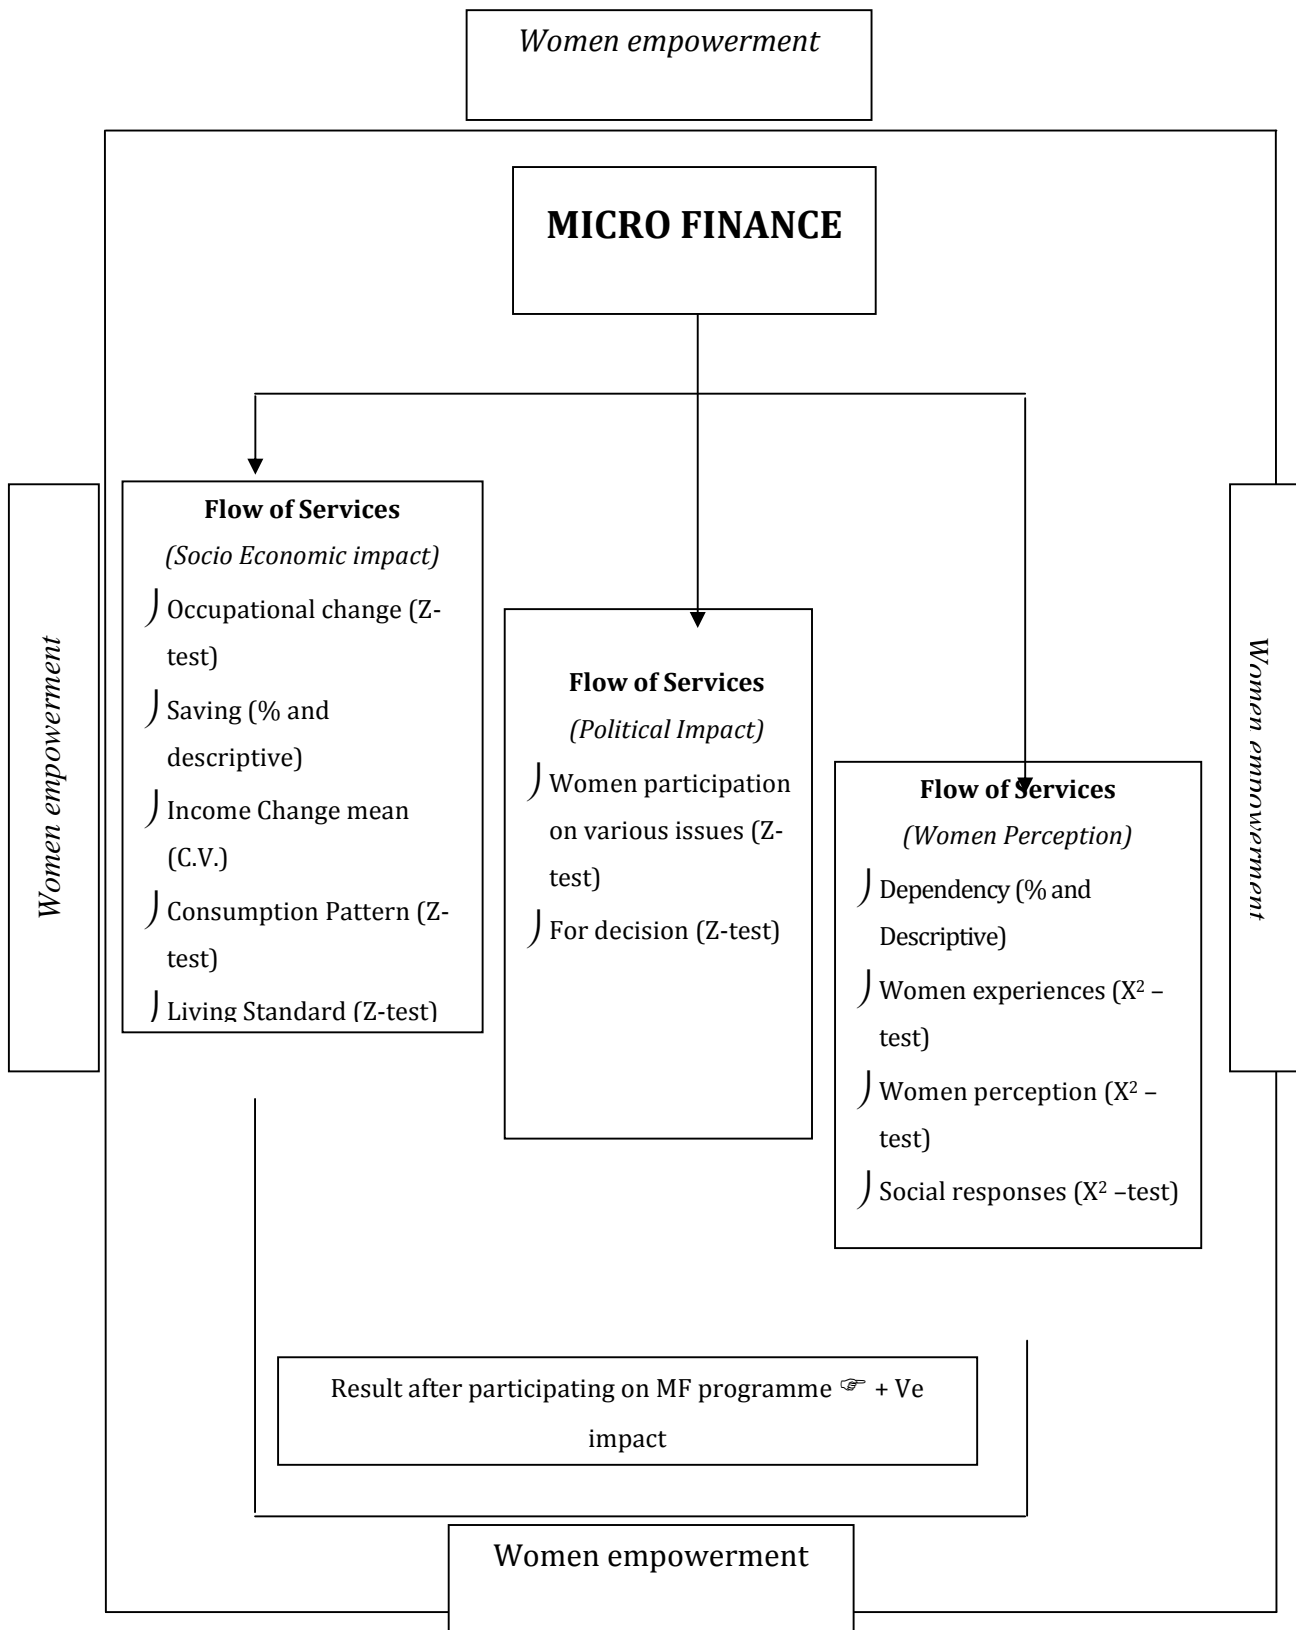 Women empowerment
MICRO FINANCE
Women empowerment
Flow of Services
(Socio Economic impact)
Occupational change (Z-
test)
Saving (% and
descriptive)
Income Change mean
(C.V.)
Consumption Pattern (Z-
test)
Living Standard (Z-test)
Flow of Services
(Political Impact)
Women participation
on various issues (Z-
test)
For decision (Z-test)
Flow of Services
(Women Perception)
Dependency (% and
Descriptive)
Women experiences (X² –
test)
Women perception (X² –
test)
Social responses (X² –test)
Women empowerment
Result after participating on MF programme ☞ + Ve
impact
Women empowerment